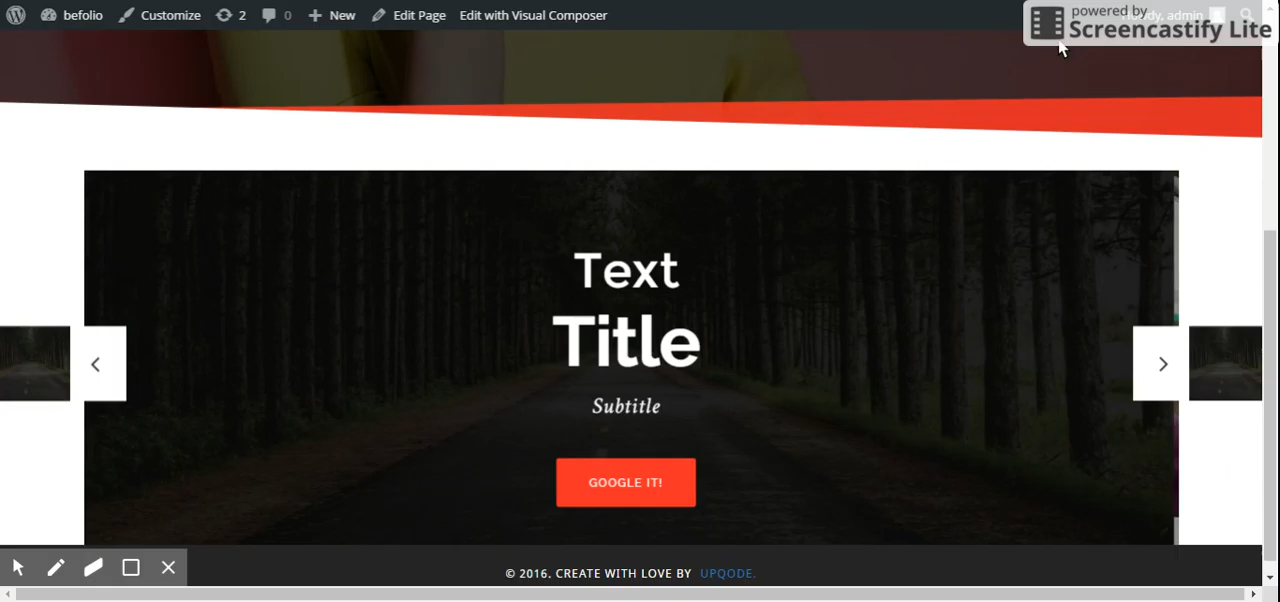 befolio Customize 2 0 New Edit Page Edit with Visual Composer
powered by
Screencastify Lite
admin
Text
Title
Subtitle
GOOGLE IT!
© 2016. CREATE WITH LOVE BY UPQODE.